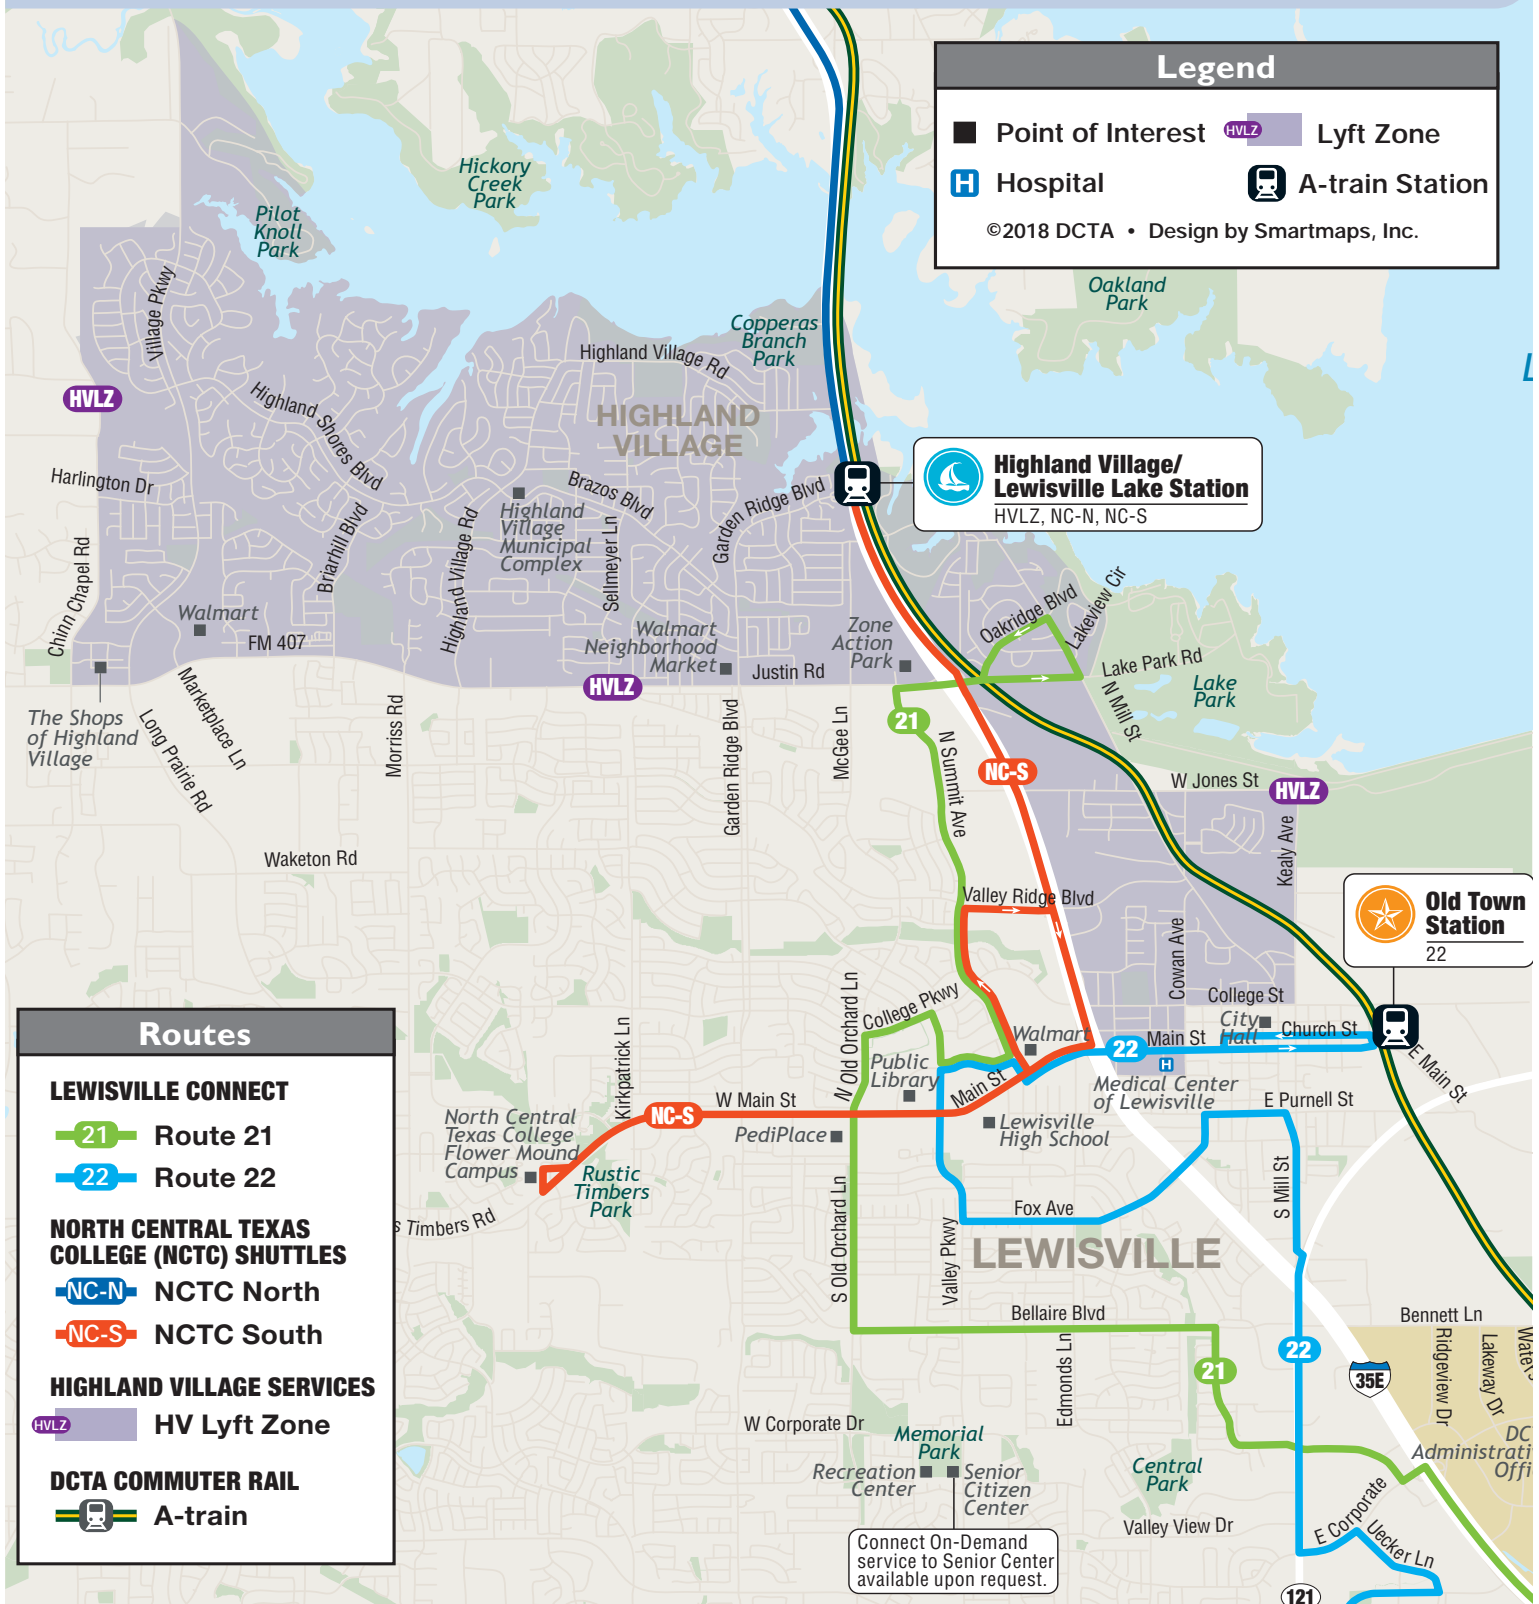 Legend
Point of Interest
HVLZ
Lyft Zone
H
Hospital
A-train Station
©2018 DCTA • Design by Smartmaps, Inc.
Hickory
Creek
Park
Pilot
Knoll
Park
Oakland
Park
Copperas
Branch
Park
Village Pkwy
Highland Village Rd
HVLZ
Highland Shores Blvd
HIGHLAND
VILLAGE
L
Highland Village/
Lewisville Lake Station
HVLZ, NC-N, NC-S
Harlington Dr
Brazos Blvd
Garden Ridge Blvd
Highland
Village
Municipal
Complex
Sellmeyer Ln
Briarhill Blvd
Highland Village Rd
Chinn Chapel Rd
Walmart
FM 407
Walmart
Neighborhood
Market
Zone
Action
Park
Justin Rd
HVLZ
Oakridge Blvd
Lakeview Cir
Lake Park Rd
Lake
Park
N Mill St
The Shops
of Highland
Village
Marketplace Ln
Long Prairie Rd
Morriss Rd
Garden Ridge Blvd
McGee Ln
21
N Summit Ave
NC-S
W Jones St
HVLZ
Kealy Ave
Waketon Rd
Valley Ridge Blvd
Old Town
Station
22
Cowan Ave
College St
City
Hall
Church St
N Old Orchard Ln
College Pkwy
Walmart
22
Main St
E Main St
Public
Library
Main St
H
Medical Center
of Lewisville
E Purnell St
Kirkpatrick Ln
NC-S
W Main St
North Central
Texas College
Flower Mound
Campus
PediPlace
Lewisville
High School
Rustic
Timbers
Park
s Timbers Rd
S Old Orchard Ln
Valley Pkwy
Fox Ave
S Mill St
LEWISVILLE
Bellaire Blvd
Bennett Ln
Edmonds Ln
21
22
35E
Ridgeview Dr
Lakeway Dr
W Corporate Dr
Memorial
Park
Recreation
Center
Senior
Citizen
Center
Central
Park
DC
Administrati
Offi
Valley View Dr
E Corporate
Uecker Ln
Connect On-Demand
service to Senior Center
available upon request.
121
Routes
LEWISVILLE CONNECT
21
Route 21
22
Route 22
NORTH CENTRAL TEXAS
COLLEGE (NCTC) SHUTTLES
NC-N
NCTC North
NC-S
NCTC South
HIGHLAND VILLAGE SERVICES
HVLZ
HV Lyft Zone
DCTA COMMUTER RAIL
A-train